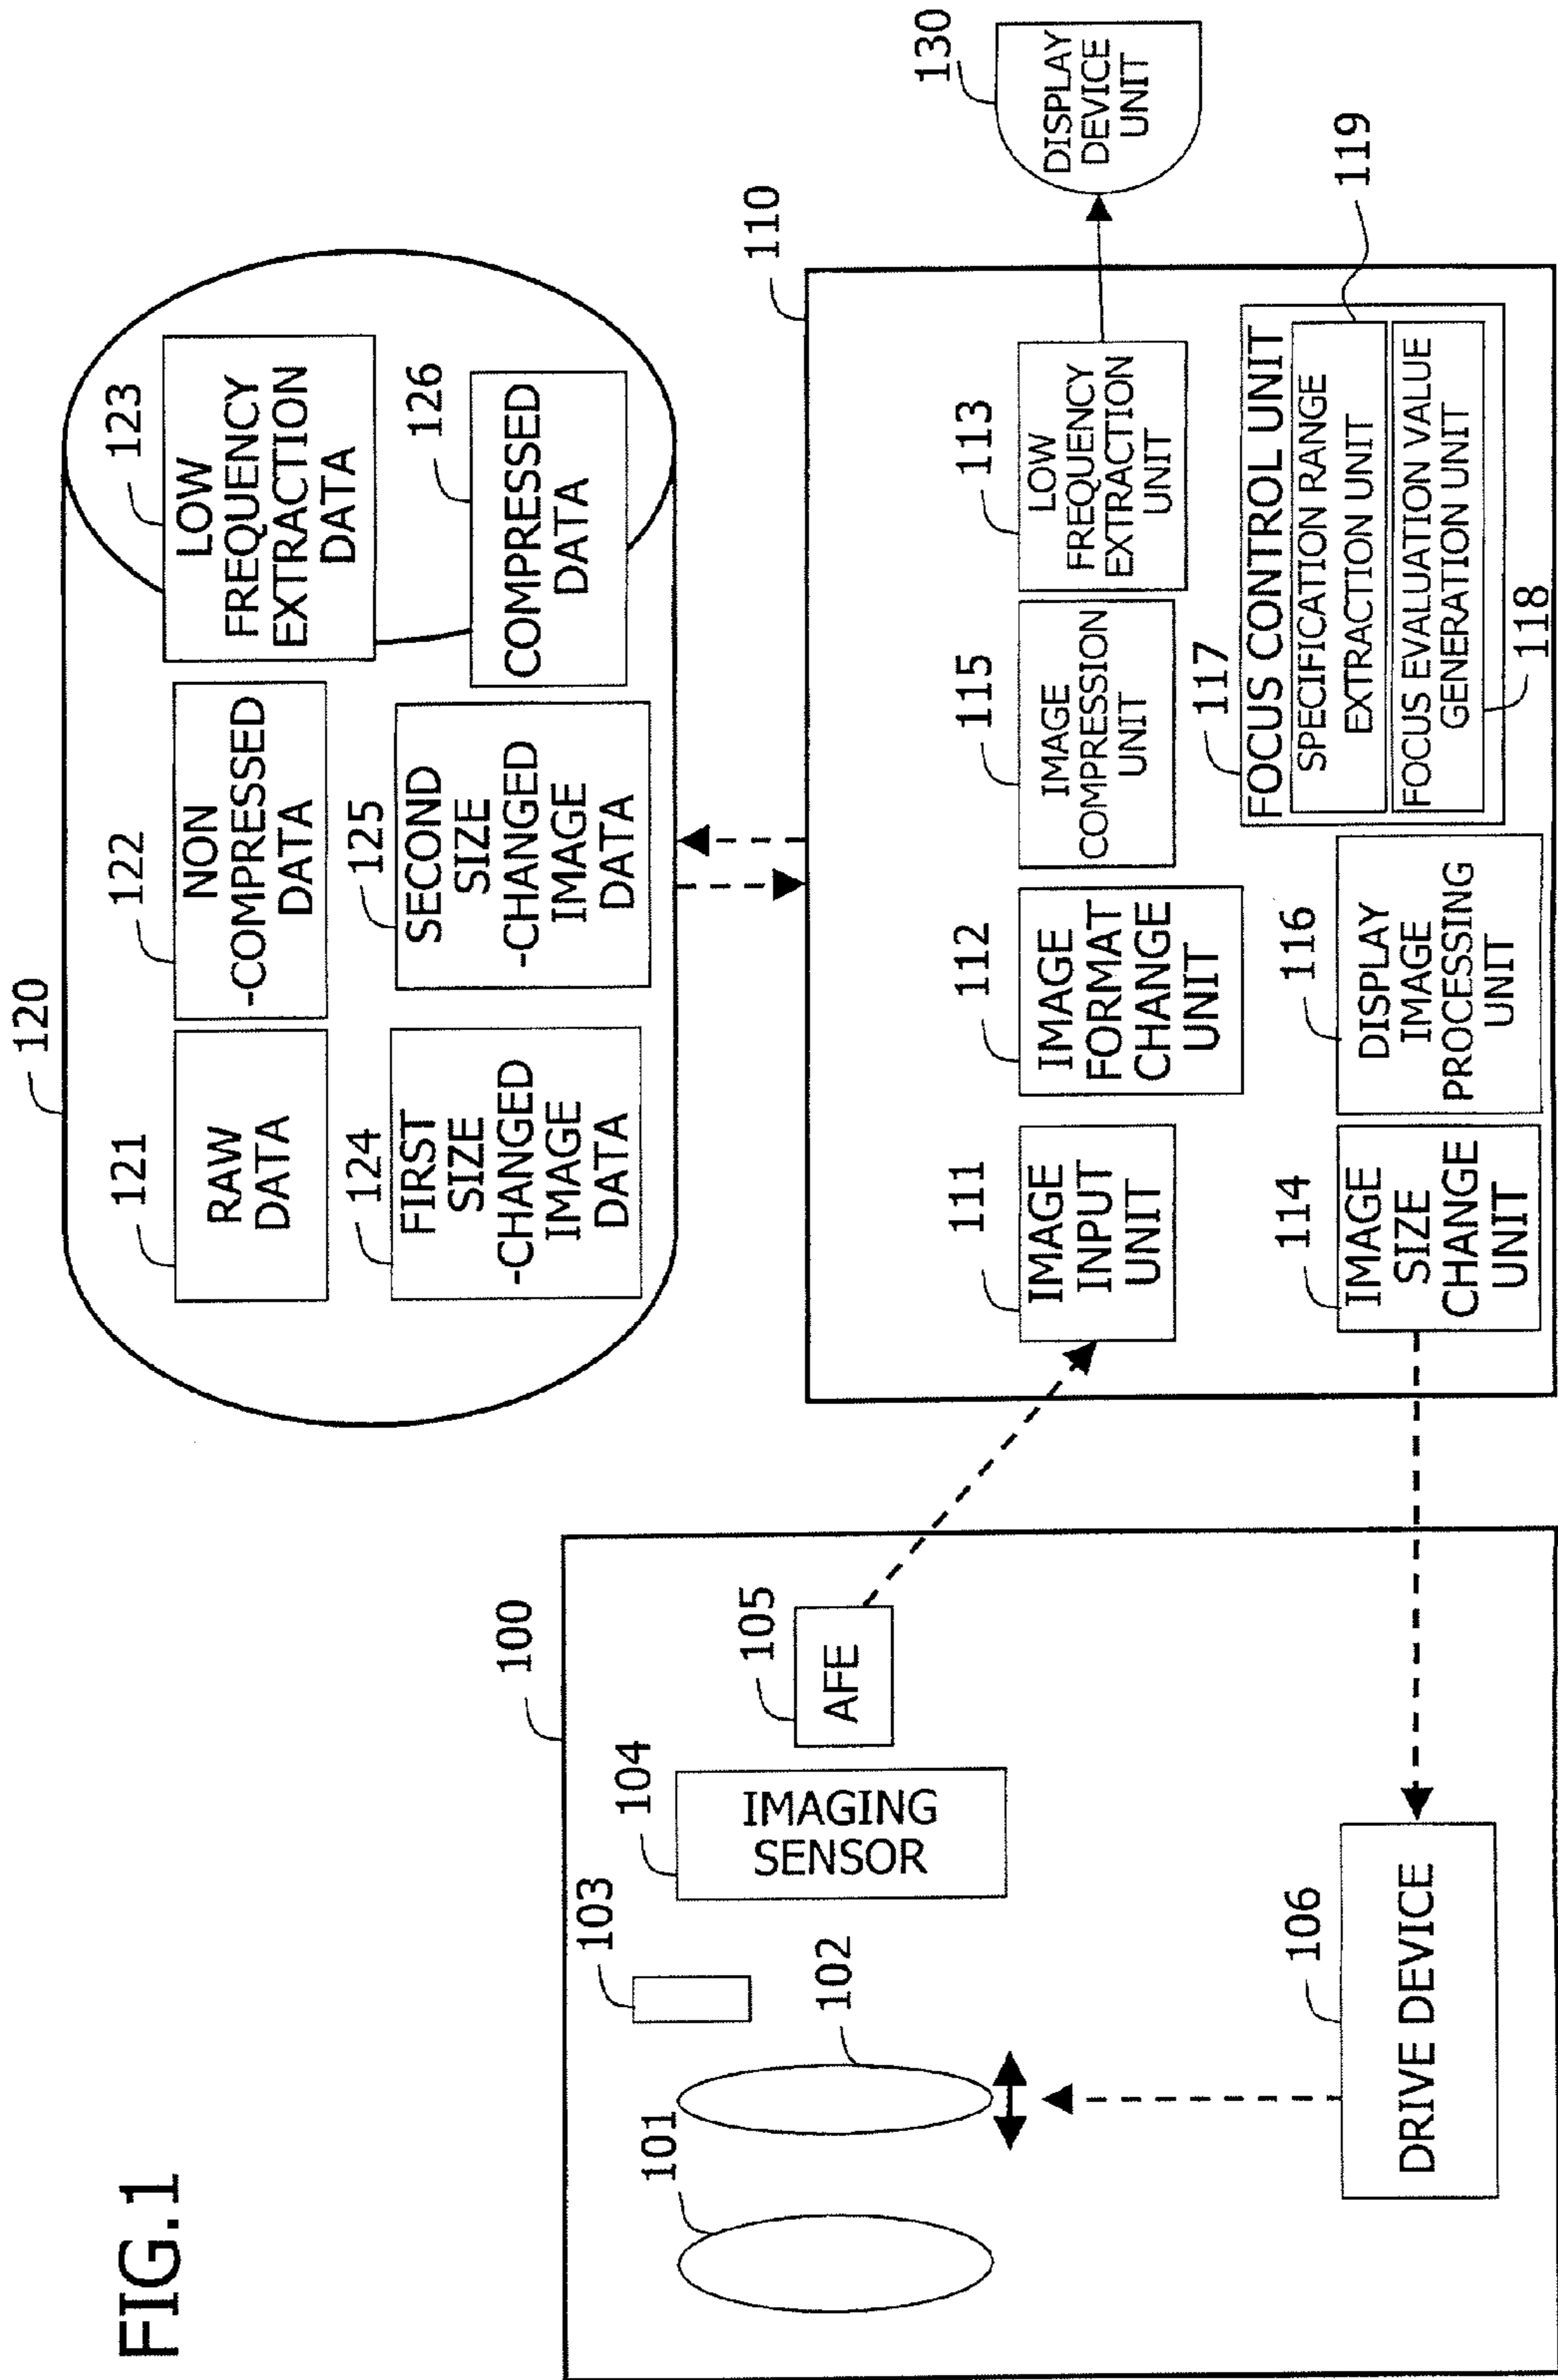 FIG.1
120
121
RAW
DATA
122
NON
-COMPRESSED
DATA
123
LOW
FREQUENCY
EXTRACTION
DATA
124
FIRST
SIZE
-CHANGED
IMAGE
DATA
125
SECOND
SIZE
-CHANGED
IMAGE
DATA
126
COMPRESSED
DATA
100
101
102
103
104
IMAGING
SENSOR
105
AFE
106
DRIVE DEVICE
110
111
IMAGE
INPUT
UNIT
112
IMAGE
FORMAT
CHANGE
UNIT
115
IMAGE
COMPRESSION
UNIT
113
LOW
FREQUENCY
EXTRACTION
UNIT
114
IMAGE
SIZE
CHANGE
UNIT
116
DISPLAY
IMAGE
PROCESSING
UNIT
117
FOCUS CONTROL UNIT
SPECIFICATION RANGE
EXTRACTION UNIT
119
FOCUS EVALUATION VALUE
GENERATION UNIT
118
130
DISPLAY
DEVICE
UNIT